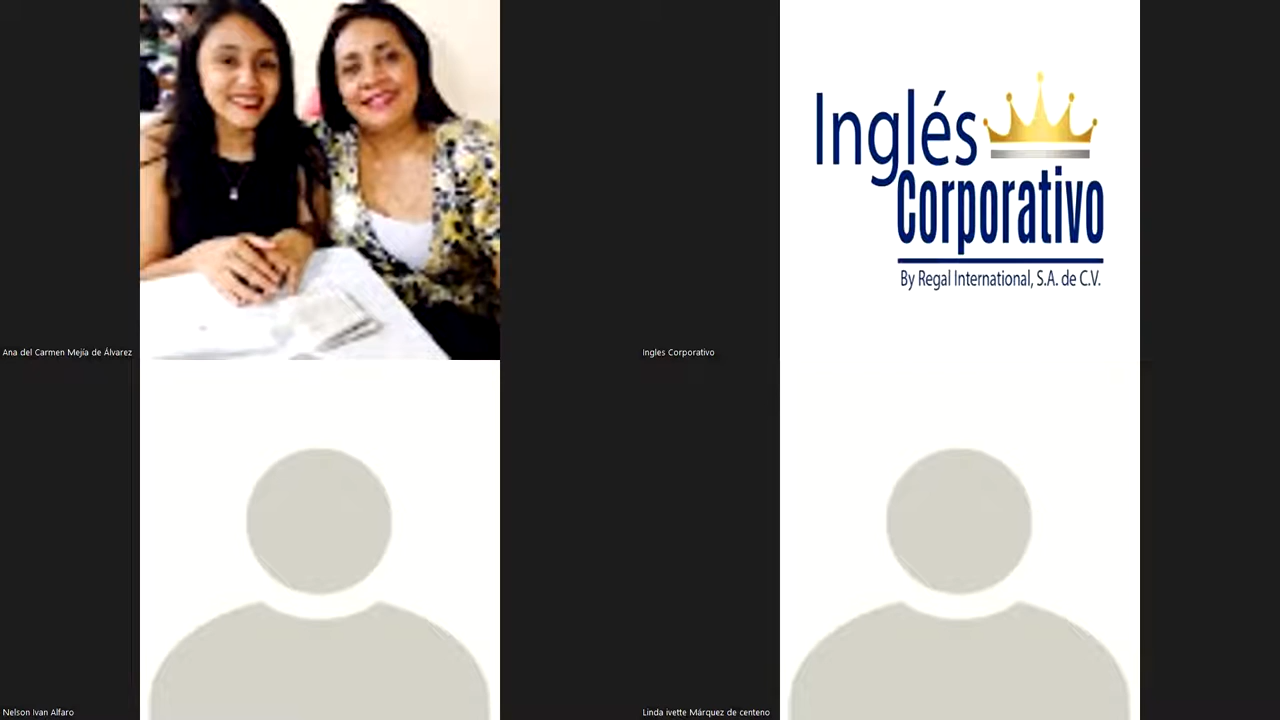 Inglés
Corporativo
By Regal International, S.A. de C.V.
Ana del Carmen Mejía de Álvarez
Ingles Corporativo
Nelson Ivan Alfaro
Linda ivette Márquez de centeno